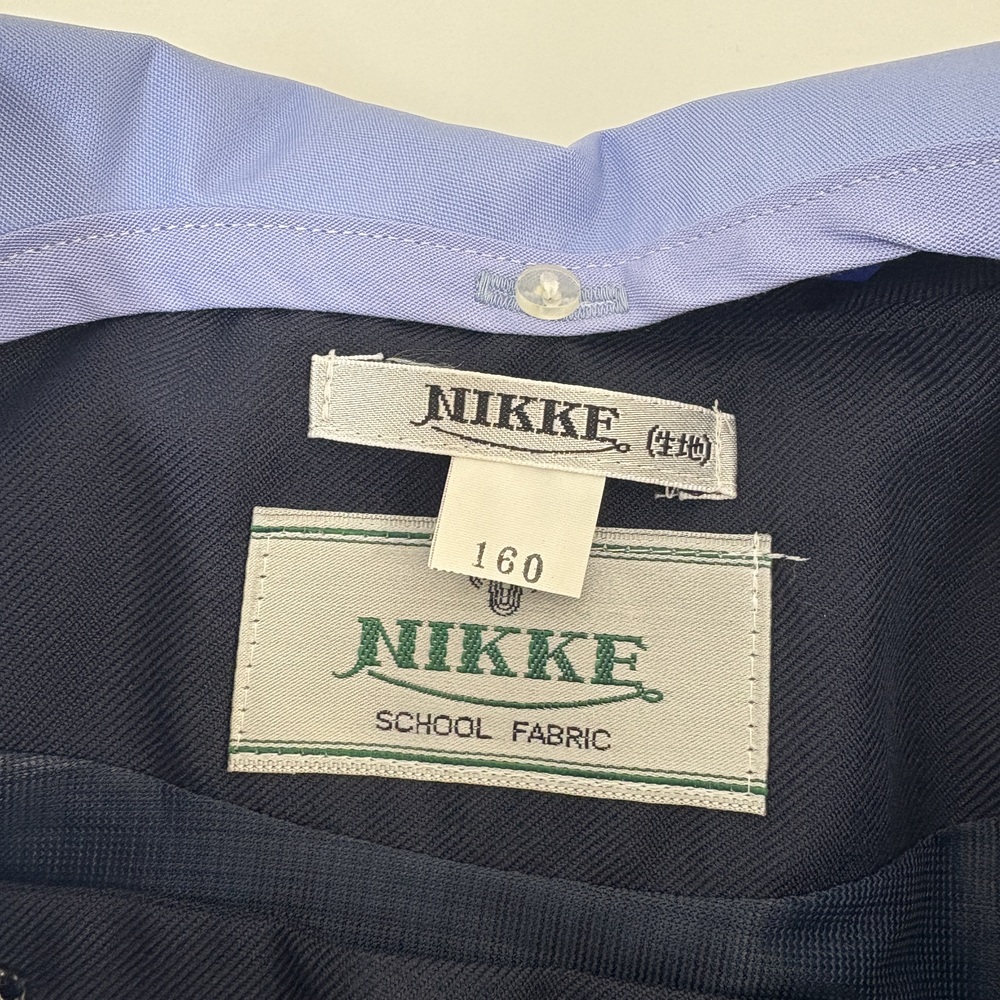 NIKKE (生地)
160
NIKKE
SCHOOL FABRIC